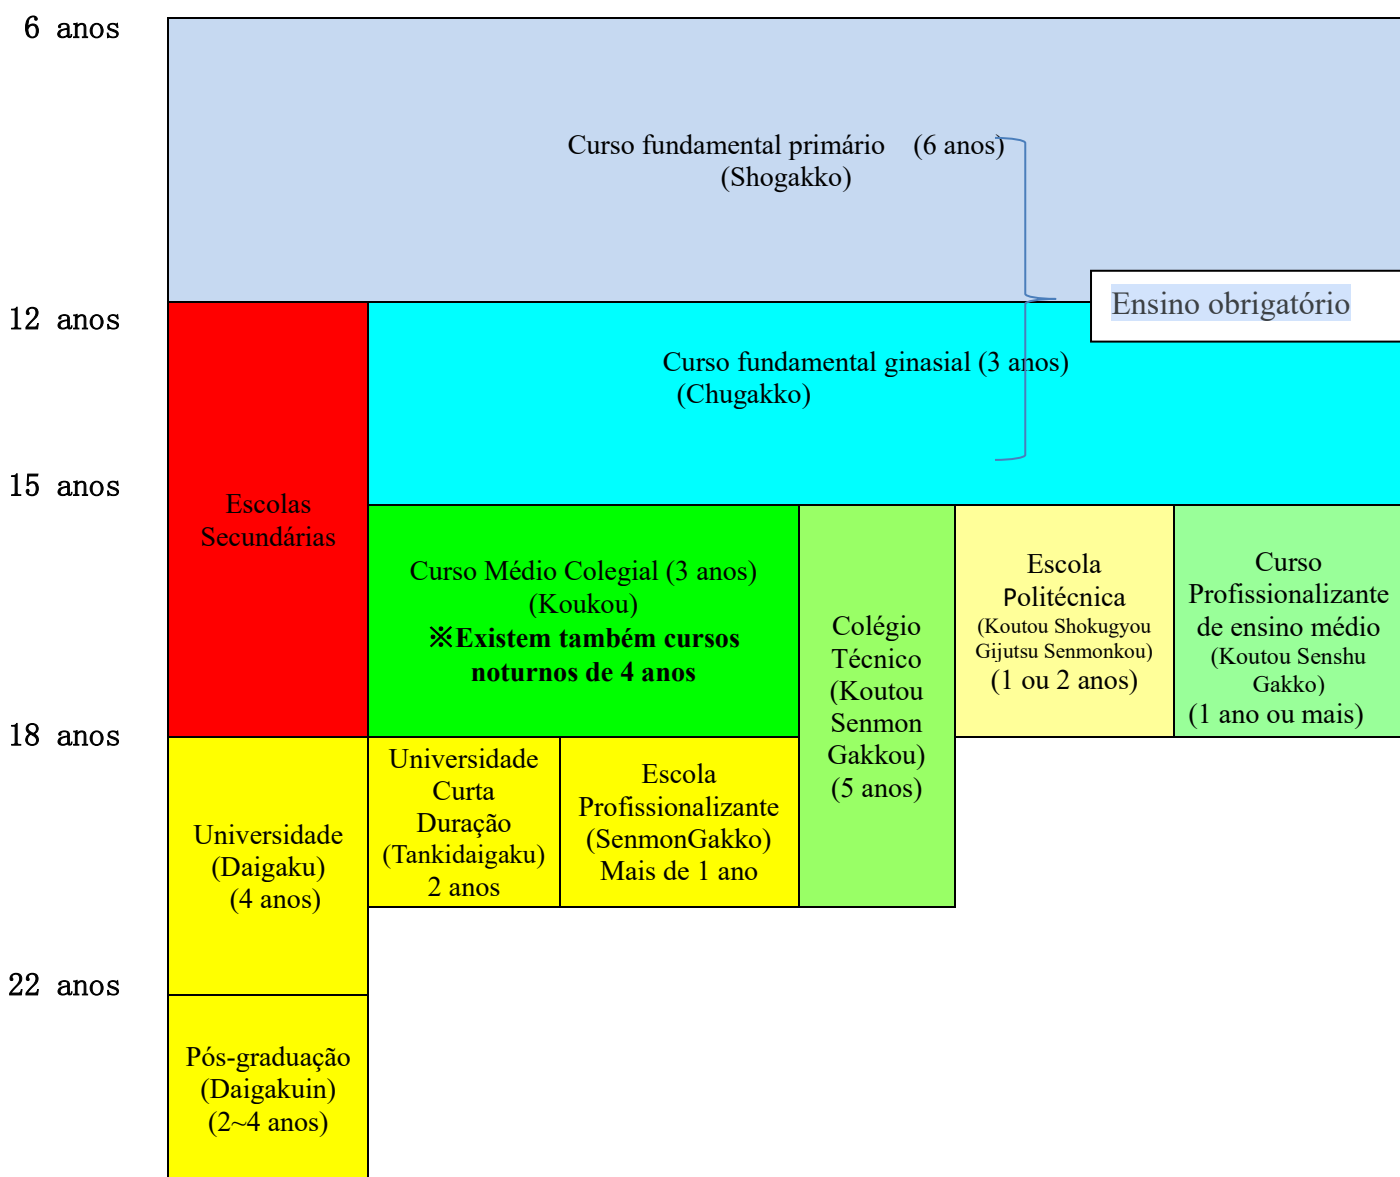 6 anos
Curso fundamental primário (6 anos)
(Shogakko)
Ensino obrigatório
12 anos
Curso fundamental ginasial (3 anos)
(Chugakko)
15 anos
Escolas
Secundárias
Curso Médio Colegial (3 anos)
(Koukou)
※Existem também cursos
noturnos de 4 anos
Colégio
Técnico
(Koutou
Senmon
Gakkou)
(5 anos)
Escola
Politécnica
(Koutou Shokugyou
Gijutsu Senmonkou)
(1 ou 2 anos)
Curso
Profissionalizante
de ensino médio
(Koutou Senshu
Gakko)
(1 ano ou mais)
18 anos
Universidade
(Daigaku)
(4 anos)
Universidade
Curta
Duração
(Tankidaigaku)
2 anos
Escola
Profissionalizante
(SenmonGakko)
Mais de 1 ano
22 anos
Pós-graduação
(Daigakuin)
(2~4 anos)